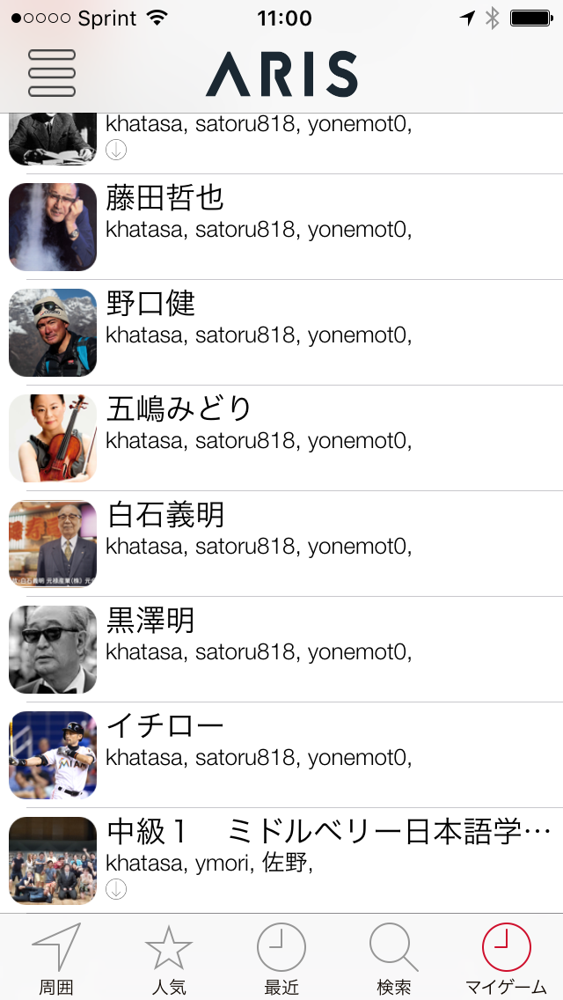 Sprint 11:00
ARIS
khatasa, satoru818, yonemot0,
藤田哲也
khatasa, satoru818, yonemot0,
野口健
khatasa, satoru818, yonemot0,
五嶋みどり
khatasa, satoru818, yonemot0,
白石義明
khatasa, satoru818, yonemot0,
黒澤明
khatasa, satoru818, yonemot0,
イチロー
khatasa, satoru818, yonemot0,
MIAMI
中級１　ミドルベリー日本語学…
khatasa, ymori, 佐野,
周囲 人気 最近 検索 マイゲーム